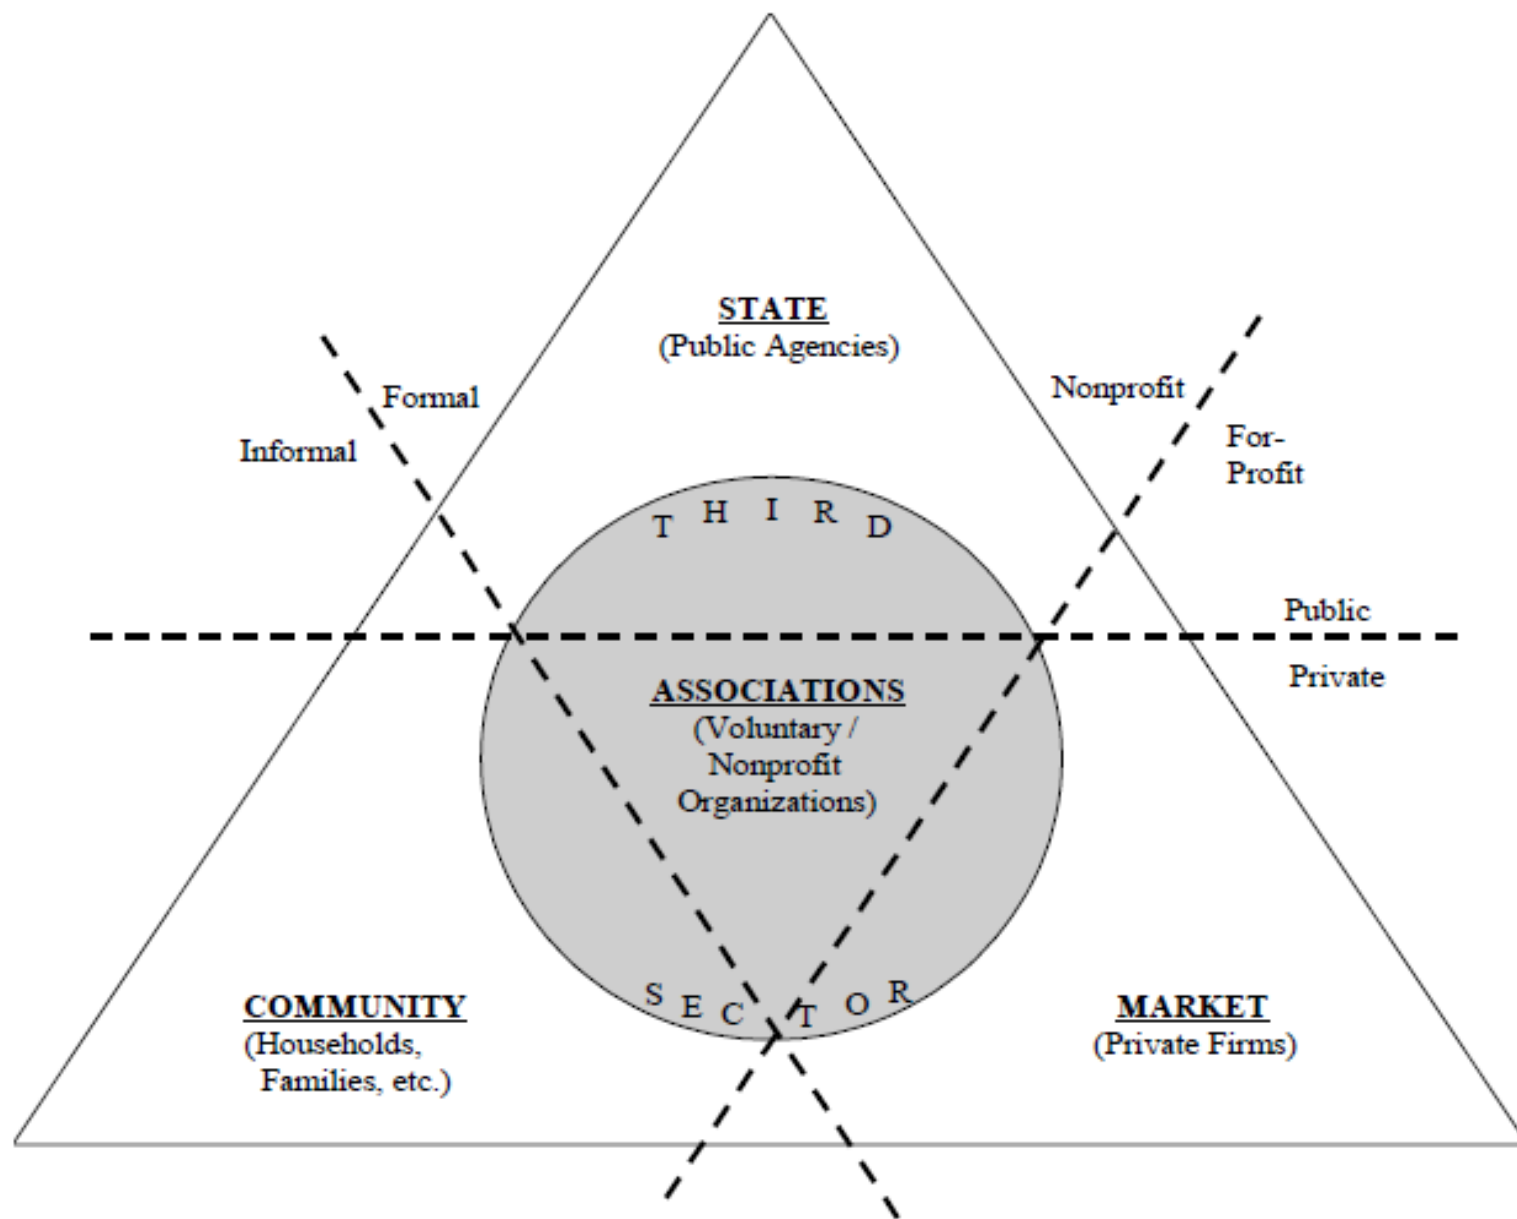 STATE
(Public Agencies)
Formal
Informal
Nonprofit
For-
Profit
T H I R D
Public
Private
ASSOCIATIONS
(Voluntary /
Nonprofit
Organizations)
S E C T O R
COMMUNITY
(Households,
Families, etc.)
MARKET
(Private Firms)